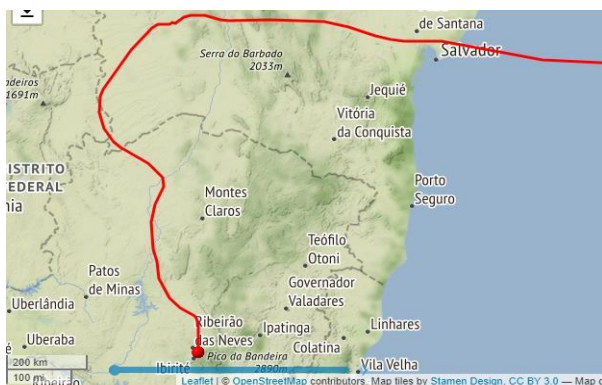 de Santana
Salvador
Serra do Barbado
2033m
1691m
Jequié
Vitória
da Conquista
DISTRITO
FEDERAL
Porto
Seguro
Montes
Claros
Teófilo
Otoni
Patos
de Minas
Governador
Valadares
Uberlândia
Ribeirão
das Neves
Ipatinga
Linhares
Uberaba
Colatina
Ibirité
Pico da Bandeira
2890m
Vila Velha
200 km
100 mi
Leaflet | © OpenStreetMap contributors, Map tiles by Stamen Design, CC BY 3.0 — Map